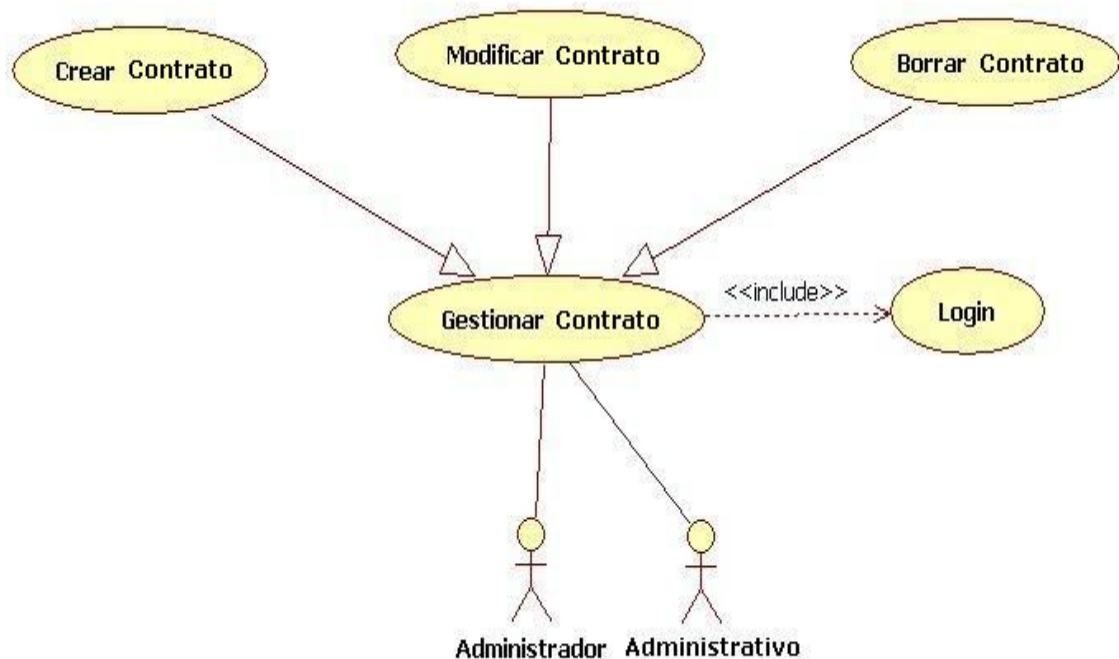 Crear Contrato
Modificar Contrato
Borrar Contrato
Gestionar Contrato
<<include>>
Login
Administrador
Administrativo